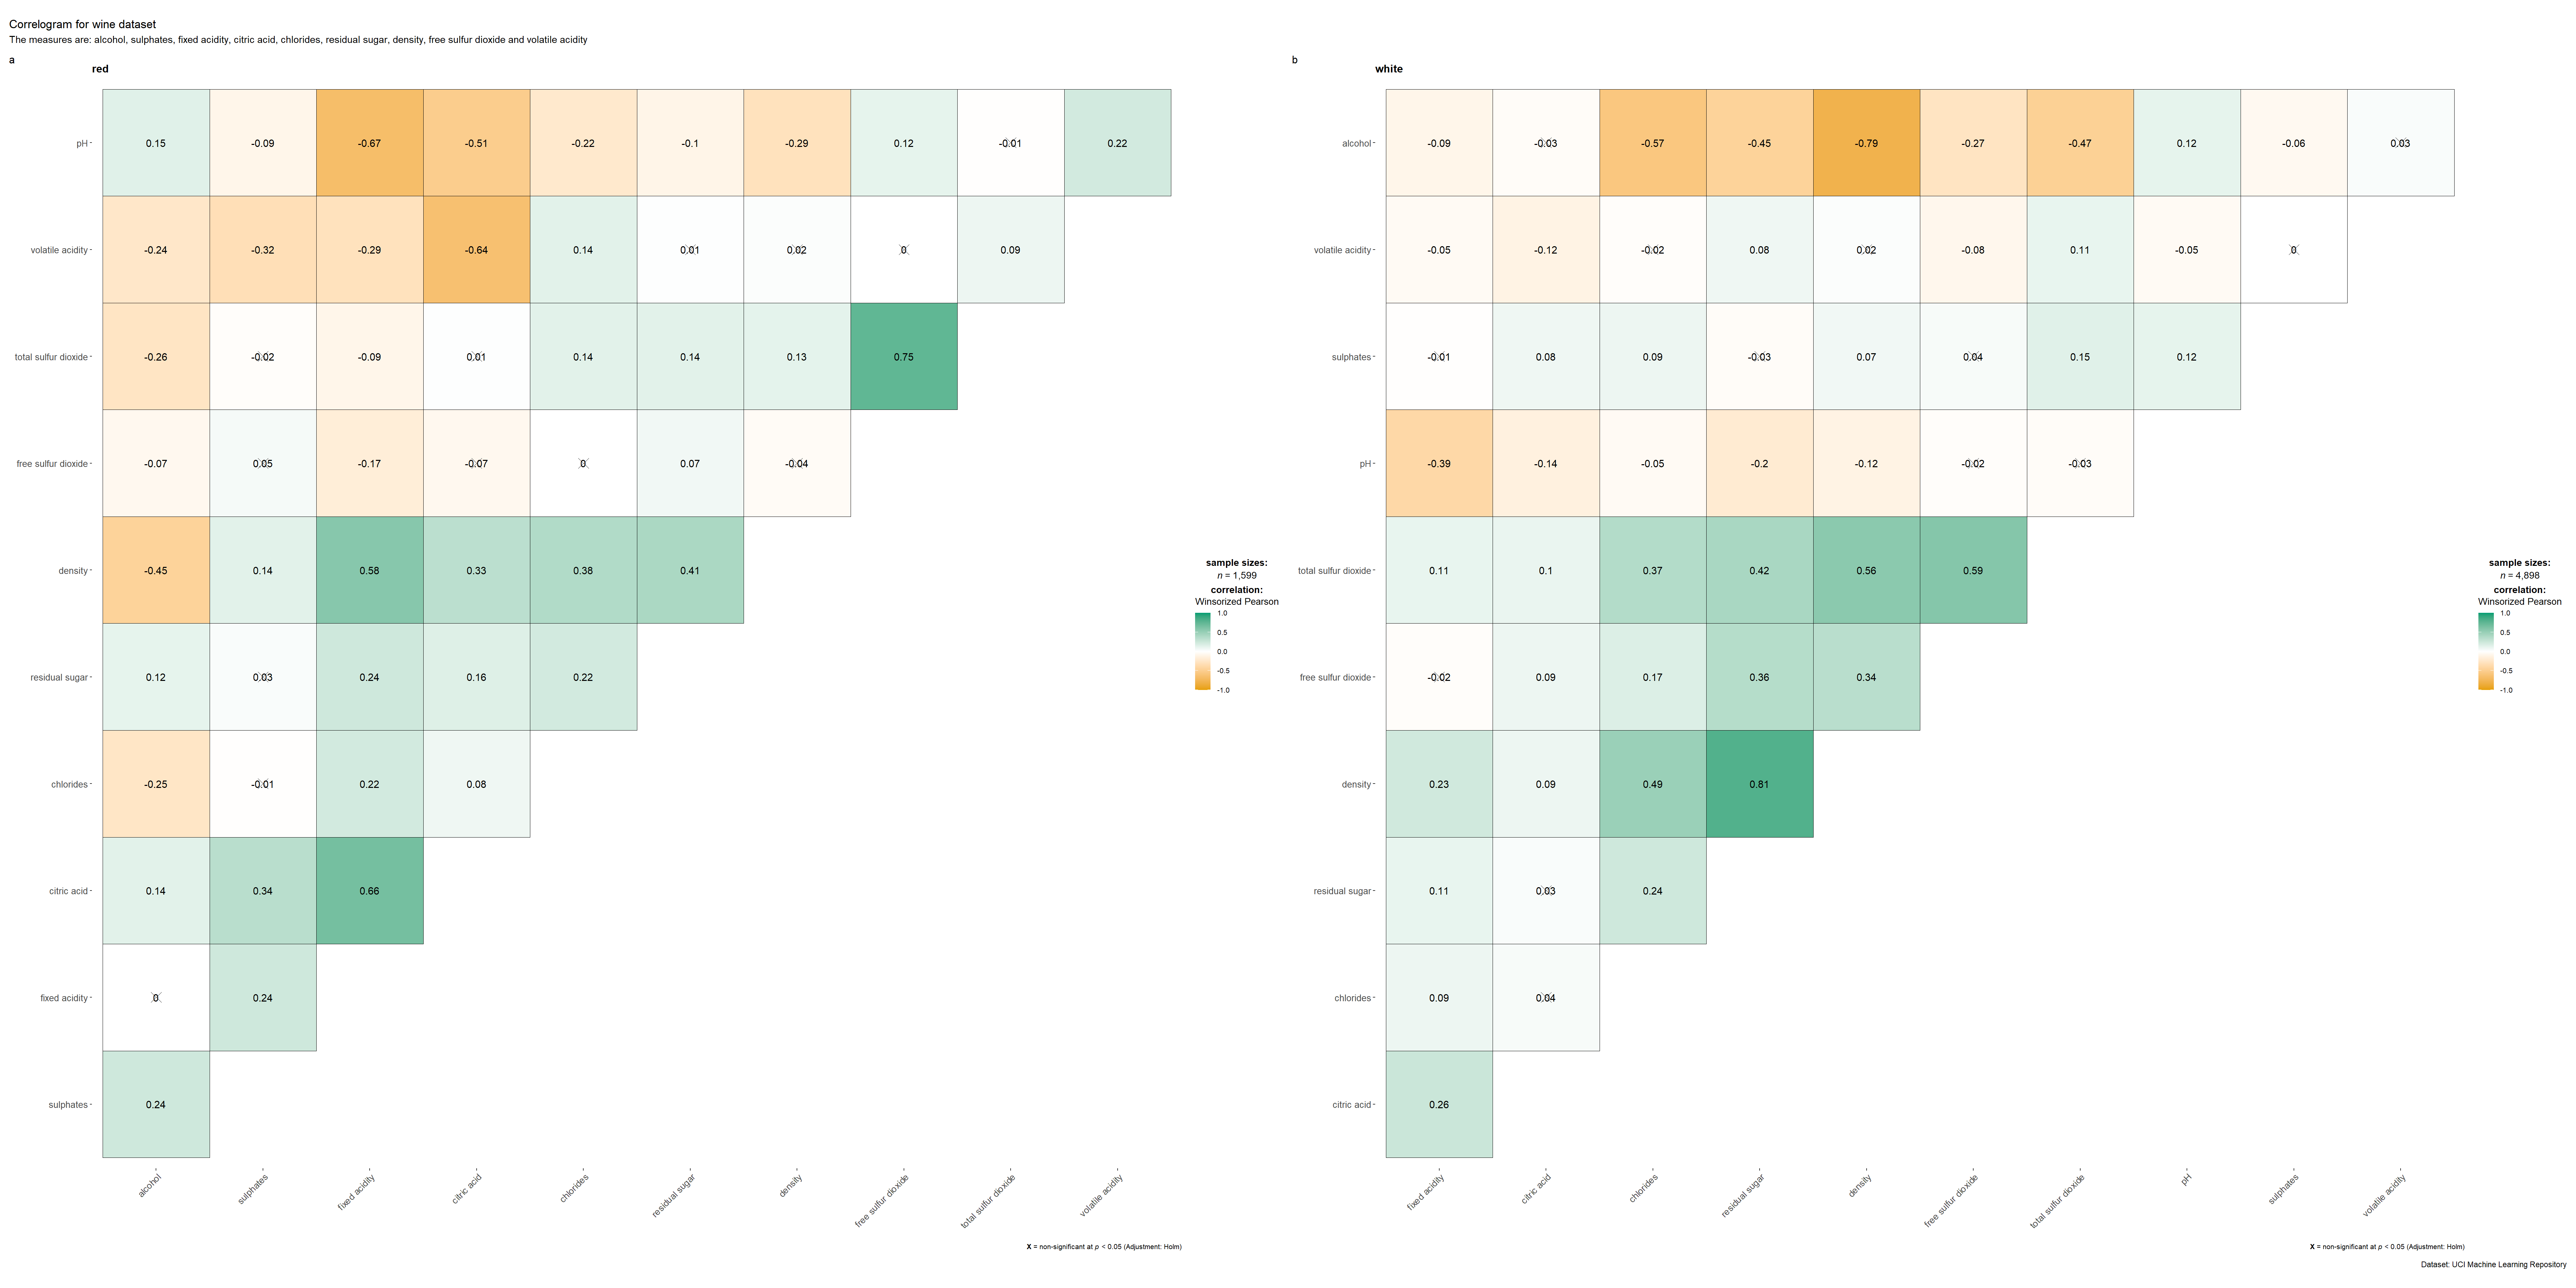 Correlogram for wine dataset
The measures are: alcohol, sulphates, fixed acidity, citric acid, chlorides, residual sugar, density, free sulfur dioxide and volatile acidity
a
red
pH 0.15 -0.09 -0.67 -0.51 -0.22 -0.1 -0.29 0.12 -0.01 0.22
volatile acidity -0.24 -0.32 -0.29 -0.64 0.14 0.01 0.02 0 0.09
total sulfur dioxide -0.26 -0.02 -0.09 0.01 0.14 0.14 0.13 0.75
free sulfur dioxide -0.07 0.05 -0.17 -0.07 0 0.07 -0.04
density -0.45 0.14 0.58 0.33 0.38 0.41
residual sugar 0.12 0.03 0.24 0.16 0.22
chlorides -0.25 -0.01 0.22 0.08
citric acid 0.14 0.34 0.66
fixed acidity 0 0.24
sulphates 0.24
alcohol sulphates fixed acidity citric acid chlorides residual sugar density free sulfur dioxide total sulfur dioxide volatile acidity
sample sizes:
n = 1,599
correlation:
Winsorized Pearson
1.0
0.5
0.0
-0.5
-1.0
X = non-significant at p < 0.05 (Adjustment: Holm)
b
white
alcohol -0.09 -0.03 -0.57 -0.45 -0.79 -0.27 -0.47 0.12 -0.06 0.03
volatile acidity -0.05 -0.12 -0.02 0.08 0.02 -0.08 0.11 -0.05 0
sulphates -0.01 0.08 0.09 -0.03 0.07 0.04 0.15 0.12
pH -0.39 -0.14 -0.05 -0.2 -0.12 -0.02 -0.03
total sulfur dioxide 0.11 0.1 0.37 0.42 0.56 0.59
free sulfur dioxide -0.02 0.09 0.17 0.36 0.34
density 0.23 0.09 0.49 0.81
residual sugar 0.11 0.03 0.24
chlorides 0.09 0.04
citric acid 0.26
fixed acidity citric acid chlorides residual sugar density free sulfur dioxide total sulfur dioxide pH sulphates volatile acidity
sample sizes:
n = 4,898
correlation:
Winsorized Pearson
1.0
0.5
0.0
-0.5
-1.0
X = non-significant at p < 0.05 (Adjustment: Holm)
Dataset: UCI Machine Learning Repository